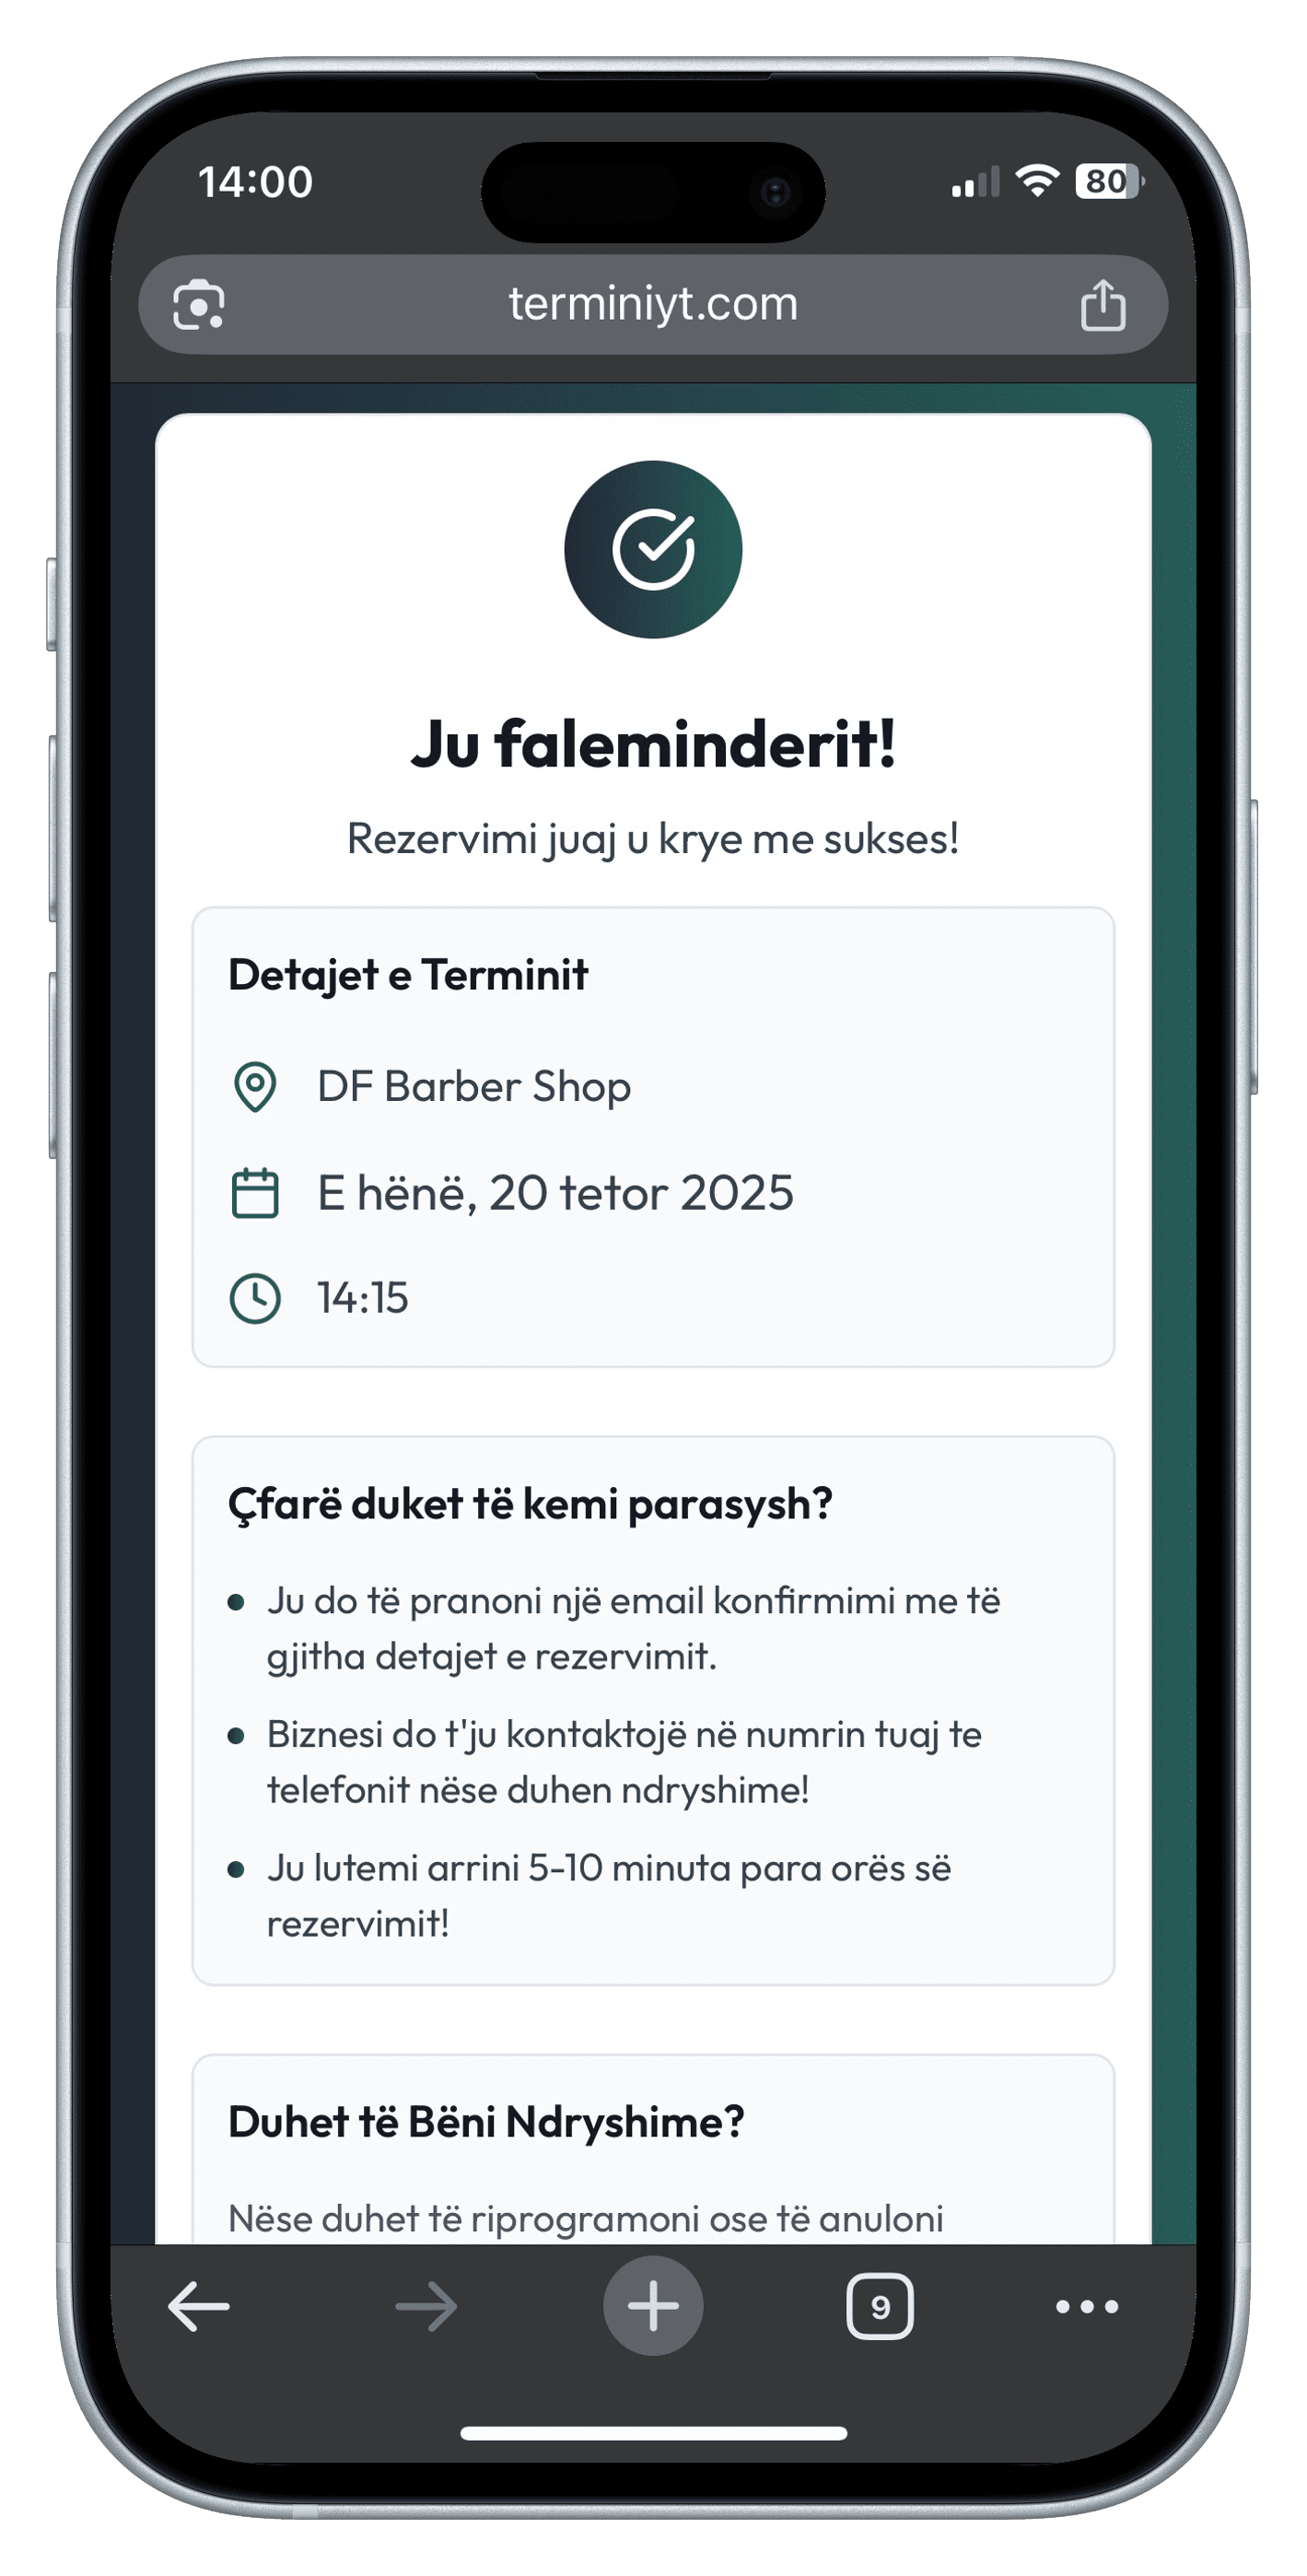 14:00
80
terminiyt.com
Ju faleminderit!
Rezervimi juaj u krye me sukses!
Detajet e Terminit
DF Barber Shop
E hënë, 20 tetor 2025
14:15
Çfarë duket të kemi parasysh?
Ju do të pranoni një email konfirmimi me të
gjitha detajet e rezervimit.
Biznesi do t'ju kontaktojë në numrin tuaj te
telefonit nëse duhen ndryshime!
Ju lutemi arrini 5-10 minuta para orës së
rezervimit!
Duhet të Bëni Ndryshime?
Nëse duhet të riprogramoni ose të anuloni
9